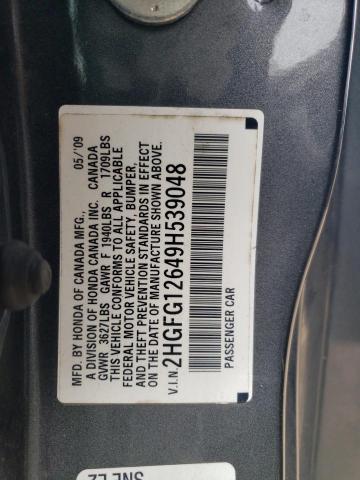 MFD. BY HONDA OF CANADA MFG., 05/'09
A DIVISION OF HONDA CANADA INC. CANADA
GVWR 3627LBS GAWR F 1940LBS R 1709LBS
THIS VEHICLE CONFORMS TO ALL APPLICABLE
FEDERAL MOTOR VEHICLE SAFETY, BUMPER,
AND THEFT PREVENTION STANDARDS IN EFFECT
ON THE DATE OF MANUFACTURE SHOWN ABOVE.
V.I.N. 2HGFG12649H539048
PASSENGER CAR